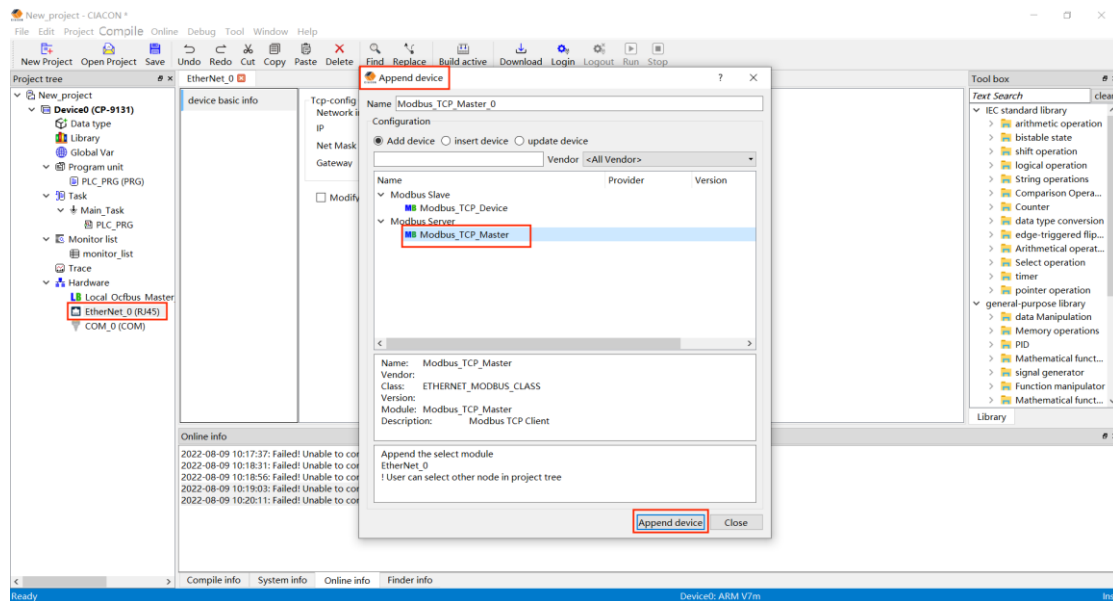 New_project - CIACON *
File Edit Project Compile Online Debug Tool Window Help
New Project Open Project Save Undo Redo Cut Copy Paste Delete Find Replace Build active Download Login Logout Run Stop
Project tree
New_project
Device0 (CP-9131)
Data type
Library
Global Var
Program unit
PLC_PRG (PRG)
Task
Main_Task
PLC_PRG
Monitor list
monitor_list
Trace
Hardware
Local Ocfbus Master
EtherNet_0 (RJ45)
COM_0 (COM)
EtherNet_0
device basic info
Tcp-config
Network i
IP
Net Mask
Gateway
Modify
Append device
? ×
Name Modbus_TCP_Master_0
Configuration
Add device insert device update device
Vendor <All Vendor>
Name Provider Version
Modbus Slave
MB Modbus_TCP_Device
Modbus Server
MB Modbus_TCP_Master
Name: Modbus_TCP_Master
Vendor:
Class: ETHERNET_MODBUS_CLASS
Version:
Module: Modbus_TCP_Master
Description: Modbus TCP Client
Append the select module
EtherNet_0
! User can select other node in project tree
Append device Close
Online info
2022-08-09 10:17:37: Failed! Unable to cor
2022-08-09 10:18:31: Failed! Unable to cor
2022-08-09 10:18:56: Failed! Unable to cor
2022-08-09 10:19:03: Failed! Unable to cor
2022-08-09 10:20:11: Failed! Unable to cor
Compile info System info Online info Finder info
Tool box
Text Search clear
IEC standard library
arithmetic operation
bistable state
shift operation
logical operation
String operations
Comparison Opera...
Counter
data type conversion
edge-triggered flip...
Arithmetical operat...
Select operation
timer
pointer operation
general-purpose library
data Manipulation
Memory operations
PID
Mathematical funct...
signal generator
Function manipulator
Mathematical funct...
Library
Ready Device0: ARM V7m Ins